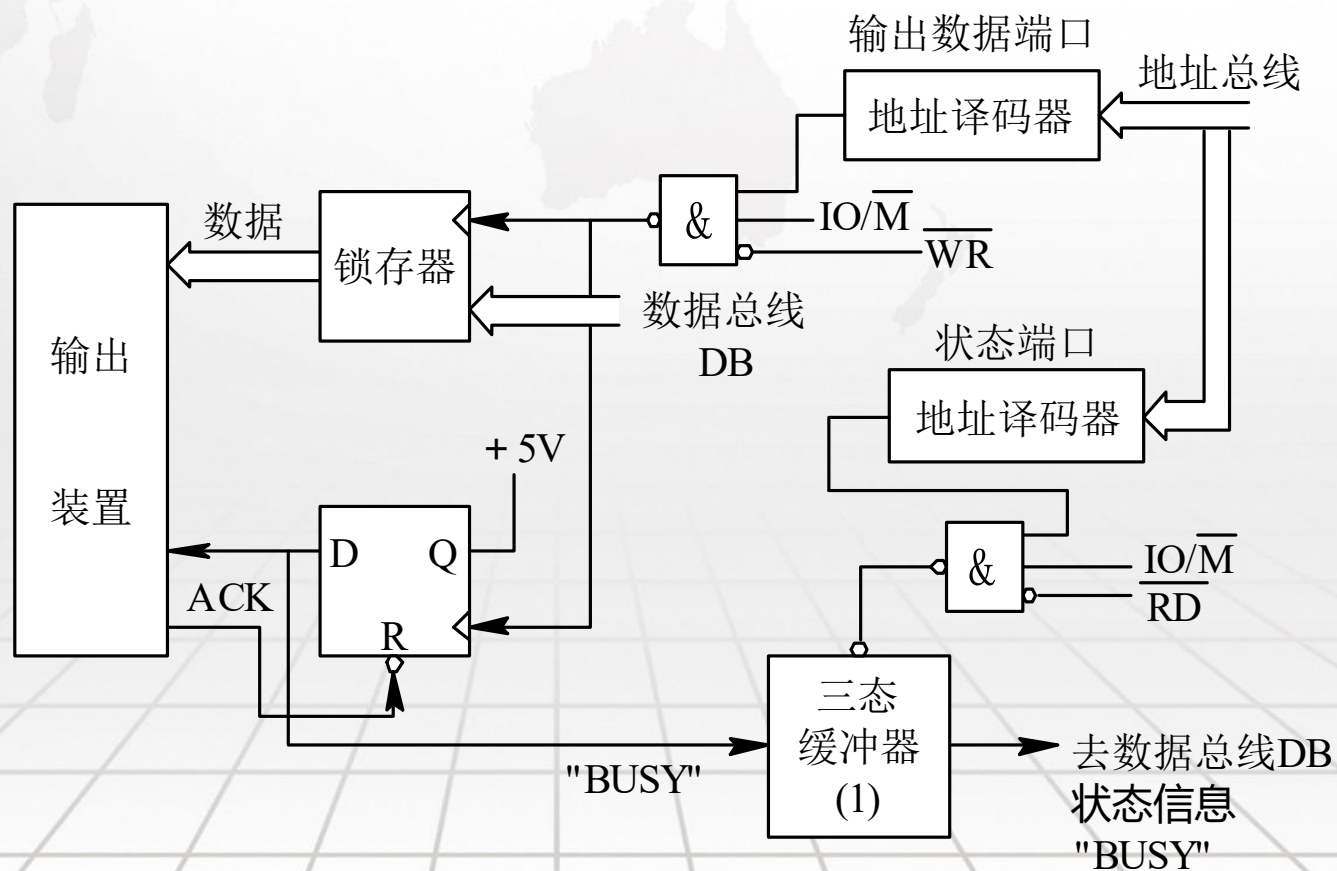 输出数据端口
地址总线
地址译码器
&
IO/M̅
W̅R̅
数据
锁存器
数据总线
DB
状态端口
地址译码器
输出
装置
+ 5V
D
Q
R
ACK
&
IO/M̅
R̅D̅
三态
缓冲器
(1)
"BUSY"
去数据总线DB
状态信息
"BUSY"